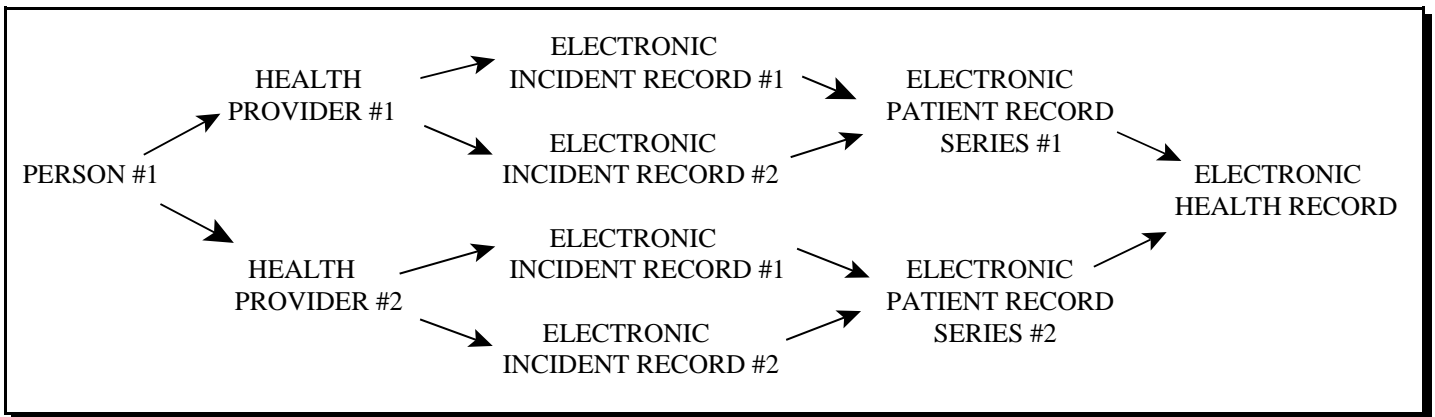 PERSON #1
HEALTH
PROVIDER #1
HEALTH
PROVIDER #2
ELECTRONIC
INCIDENT RECORD #1
ELECTRONIC
INCIDENT RECORD #2
ELECTRONIC
INCIDENT RECORD #1
ELECTRONIC
INCIDENT RECORD #2
ELECTRONIC
PATIENT RECORD
SERIES #1
ELECTRONIC
PATIENT RECORD
SERIES #2
ELECTRONIC
HEALTH RECORD